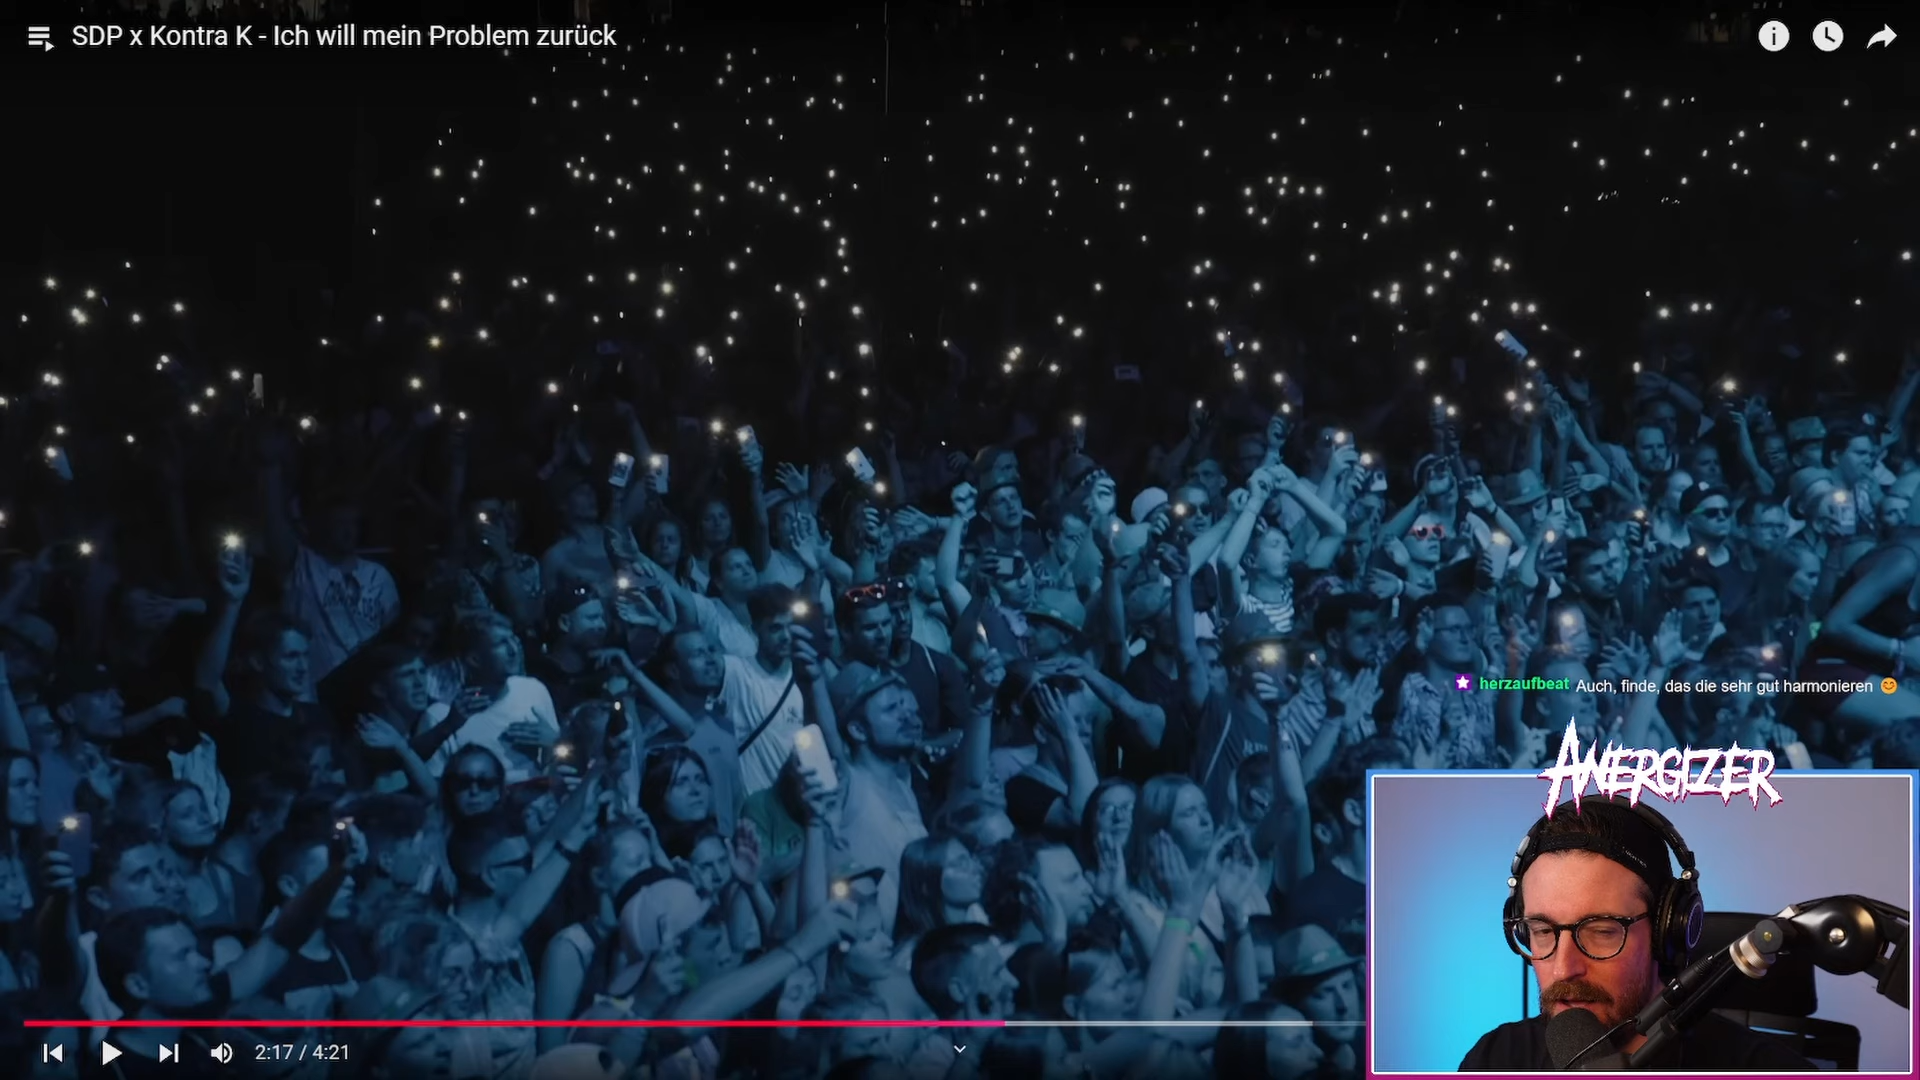 SDP x Kontra K - Ich will mein Problem zurück
herzaufbeat Auch, finde, das die sehr gut harmonieren 😊
ANERGIZER
2:17 / 4:21